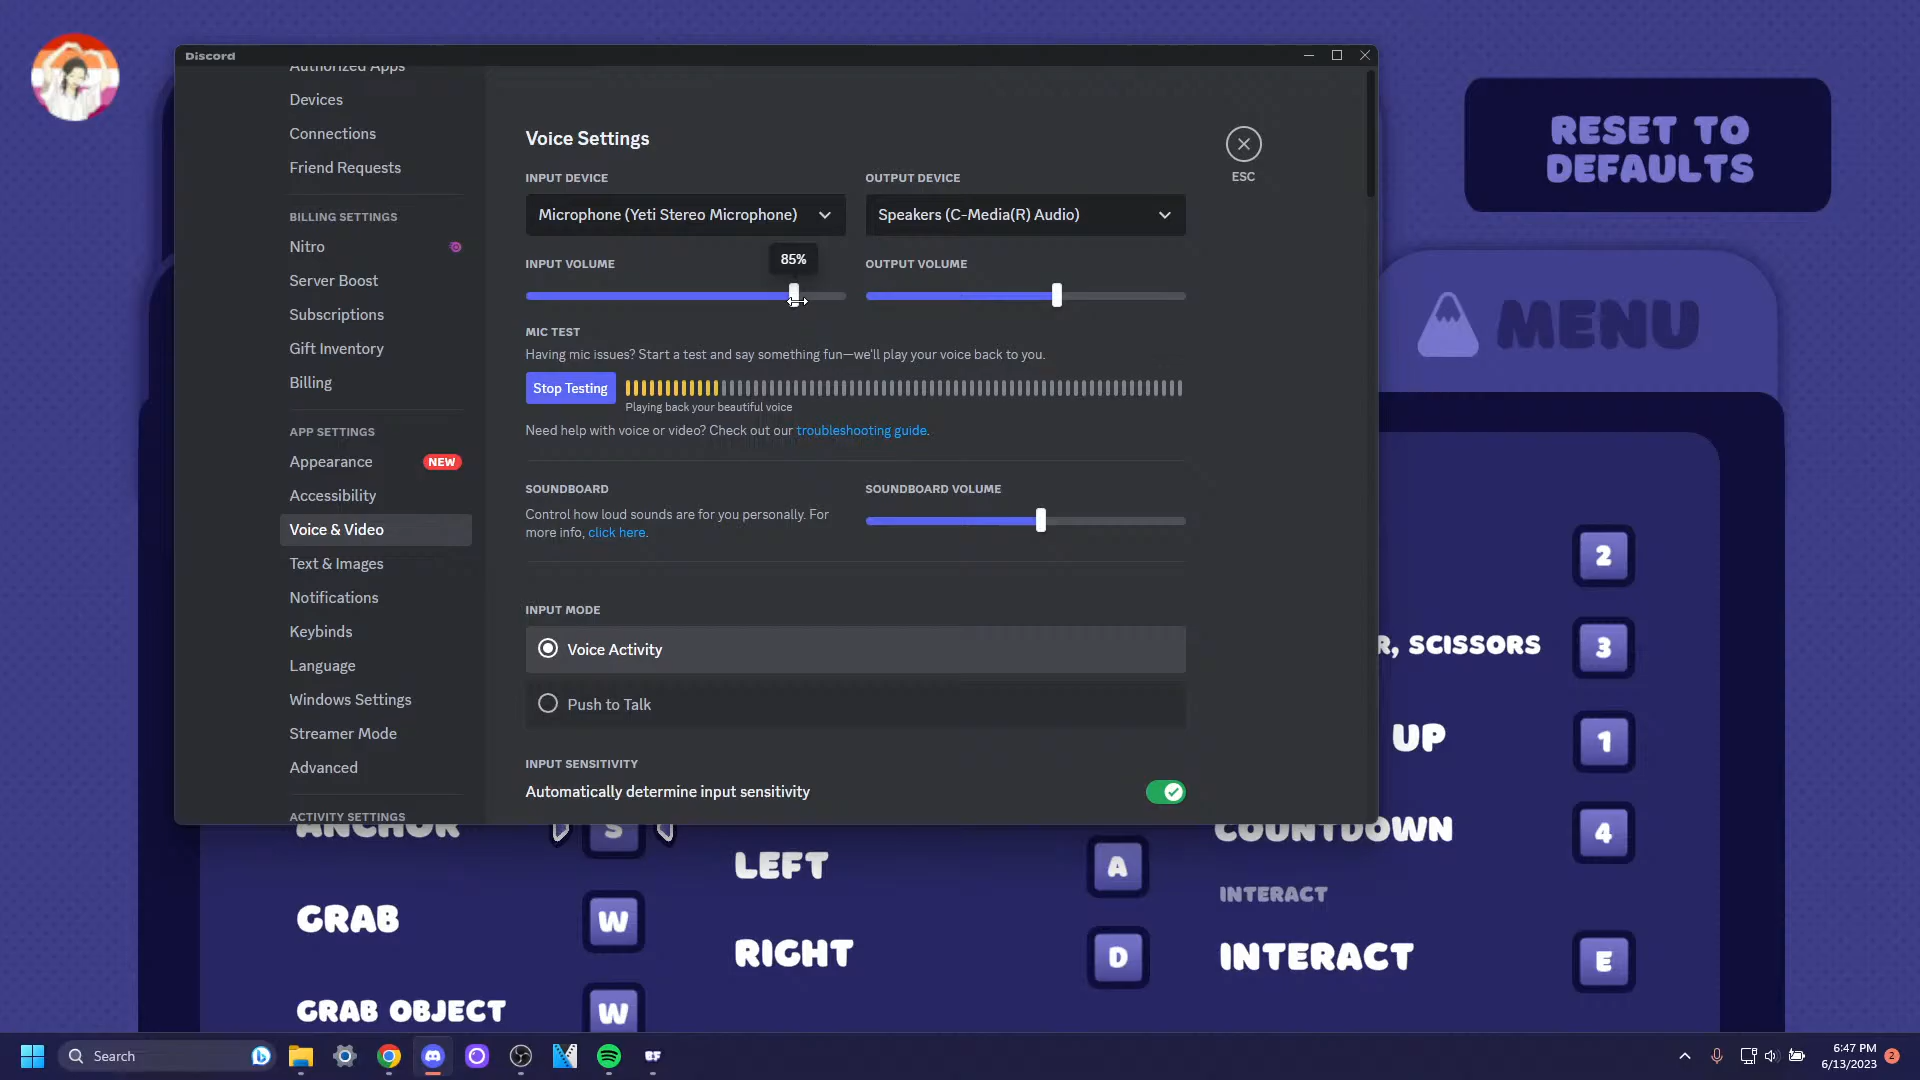 Discord
Authorized Apps
Devices
Connections
Friend Requests
BILLING SETTINGS
Nitro
Server Boost
Subscriptions
Gift Inventory
Billing
APP SETTINGS
Appearance
NEW
Accessibility
Voice & Video
Text & Images
Notifications
Keybinds
Language
Windows Settings
Streamer Mode
Advanced
ACTIVITY SETTINGS
Voice Settings
ESC
INPUT DEVICE
Microphone (Yeti Stereo Microphone)
OUTPUT DEVICE
Speakers (C-Media(R) Audio)
INPUT VOLUME
85%
OUTPUT VOLUME
MIC TEST
Having mic issues? Start a test and say something fun—we'll play your voice back to you.
Stop Testing
Playing back your beautiful voice
Need help with voice or video? Check out our troubleshooting guide.
SOUNDBOARD
Control how loud sounds are for you personally. For
more info, click here.
SOUNDBOARD VOLUME
INPUT MODE
Voice Activity
Push to Talk
INPUT SENSITIVITY
Automatically determine input sensitivity
RESET TO
DEFAULTS
MENU
2
R, SCISSORS
3
UP
1
COUNTDOWN
4
INTERACT
INTERACT
E
ANCHOR
S
GRAB
W
GRAB OBJECT
W
LEFT
A
RIGHT
D
Search
BF
6:47 PM
6/13/2023
2